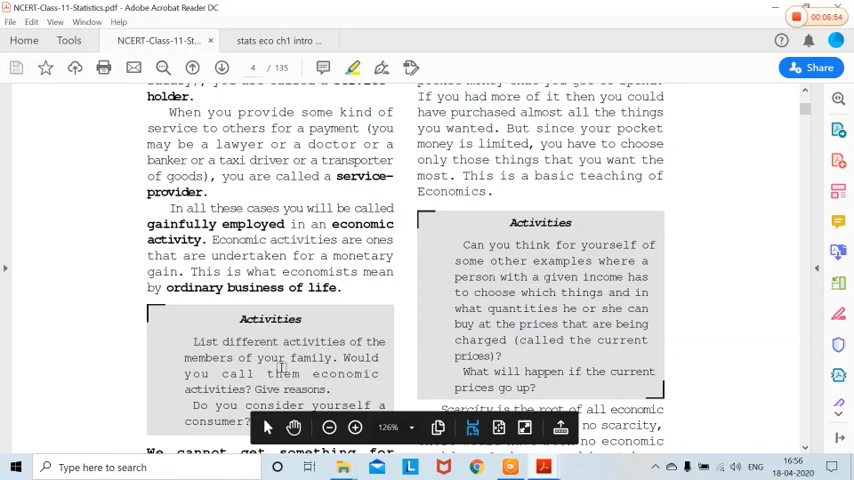 NCERT-Class-11-Statistics.pdf - Adobe Acrobat Reader DC
00:06:54
File Edit View Window Help
Home Tools NCERT-Class-11-St... × stats eco ch1 intro ...
4 / 135
Share
holder.
When you provide some kind of
service to others for a payment (you
may be a lawyer or a doctor or a
banker or a taxi driver or a transporter
of goods), you are called a service-
provider.
In all these cases you will be called
gainfully employed in an economic
activity. Economic activities are ones
that are undertaken for a monetary
gain. This is what economists mean
by ordinary business of life.
Activities
List different activities of the
members of your family. Would
you call them economic
activities? Give reasons.
Do you consider yourself a
consumer?
We cannot get something for
pocket money that you get to spend.
If you had more of it then you could
have purchased almost all the things
you wanted. But since your pocket
money is limited, you have to choose
only those things that you want the
most. This is a basic teaching of
Economics.
Activities
Can you think for yourself of
some other examples where a
person with a given income has
to choose which things and in
what quantities he or she can
buy at the prices that are being
charged (called the current
prices)?
What will happen if the current
prices go up?
Scarcity is the root of all economic
no scarcity,
no economic
126%
Type here to search
ENG
16:56
18-04-2020